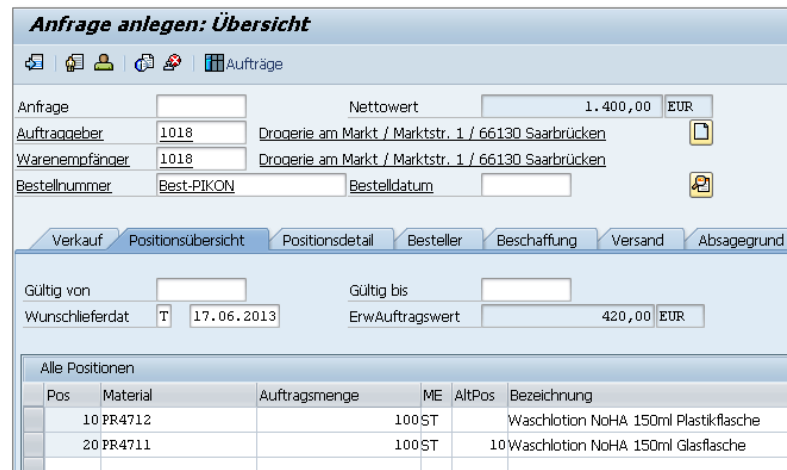 Anfrage anlegen: Übersicht
Aufträge
Anfrage Nettowert 1.400,00 EUR
Auftraggeber 1018 Drogerie am Markt / Marktstr. 1 / 66130 Saarbrücken
Warenempfänger 1018 Drogerie am Markt / Marktstr. 1 / 66130 Saarbrücken
Bestellnummer Best-PIKON Bestelldatum
Verkauf Positionsübersicht Positionsdetail Besteller Beschaffung Versand Absagegrund
Gültig von Gültig bis
Wunschlieferdat T 17.06.2013 ErwAuftragswert 420,00 EUR
Alle Positionen
Pos Material Auftragsmenge ME AltPos Bezeichnung
10 PR4712 100 ST Waschlotion NoHA 150ml Plastikflasche
20 PR4711 100 ST 10 Waschlotion NoHA 150ml Glasflasche